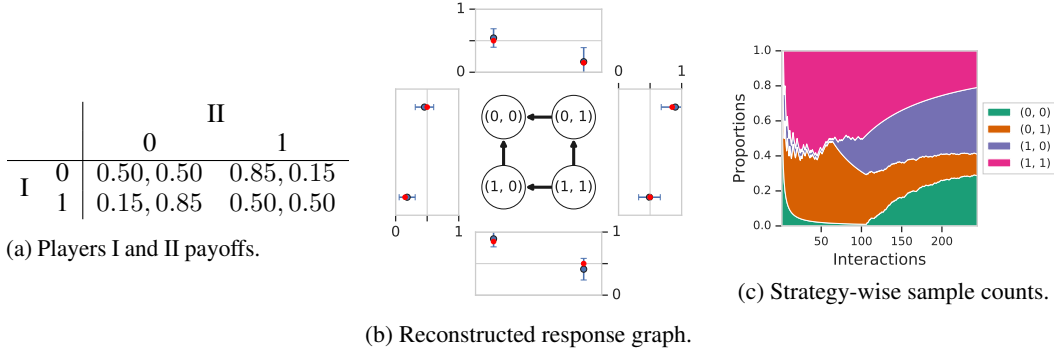 II
0 1
I 0 0.50, 0.50 0.85, 0.15
1 0.15, 0.85 0.50, 0.50
(a) Players I and II payoffs.
1
0
0 1
(0, 0) (0, 1)
(1, 0) (1, 1)
0 1
1
0
(b) Reconstructed response graph.
1.0
0.8
0.6
0.4
0.2
0.0
Proportions
50 100 150 200
Interactions
(0, 0)
(0, 1)
(1, 0)
(1, 1)
(c) Strategy-wise sample counts.